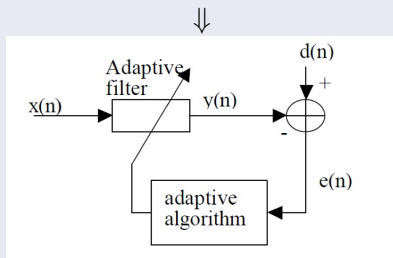 ⇓
d(n)
Adaptive
filter
+
x(n)
y(n)
-
e(n)
adaptive
algorithm